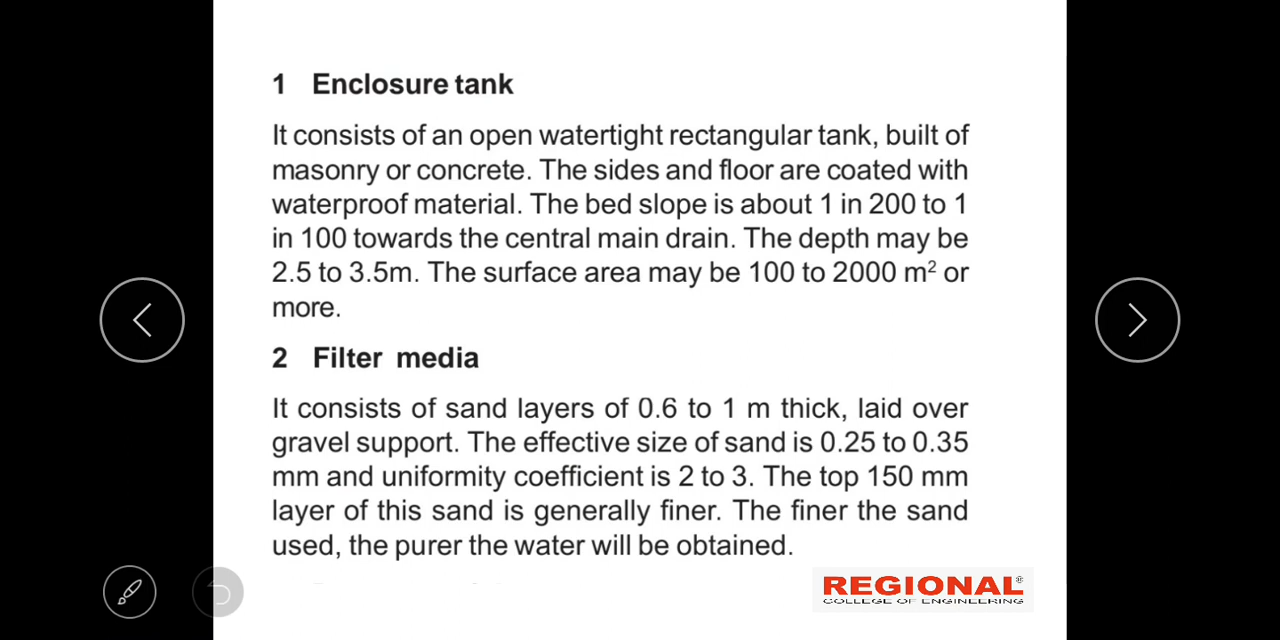 1 Enclosure tank
It consists of an open watertight rectangular tank, built of
masonry or concrete. The sides and floor are coated with
waterproof material. The bed slope is about 1 in 200 to 1
in 100 towards the central main drain. The depth may be
2.5 to 3.5m. The surface area may be 100 to 2000 m² or
more.
2 Filter media
It consists of sand layers of 0.6 to 1 m thick, laid over
gravel support. The effective size of sand is 0.25 to 0.35
mm and uniformity coefficient is 2 to 3. The top 150 mm
layer of this sand is generally finer. The finer the sand
used, the purer the water will be obtained.
REGIONAL®
COLLEGE OF ENGINEERING